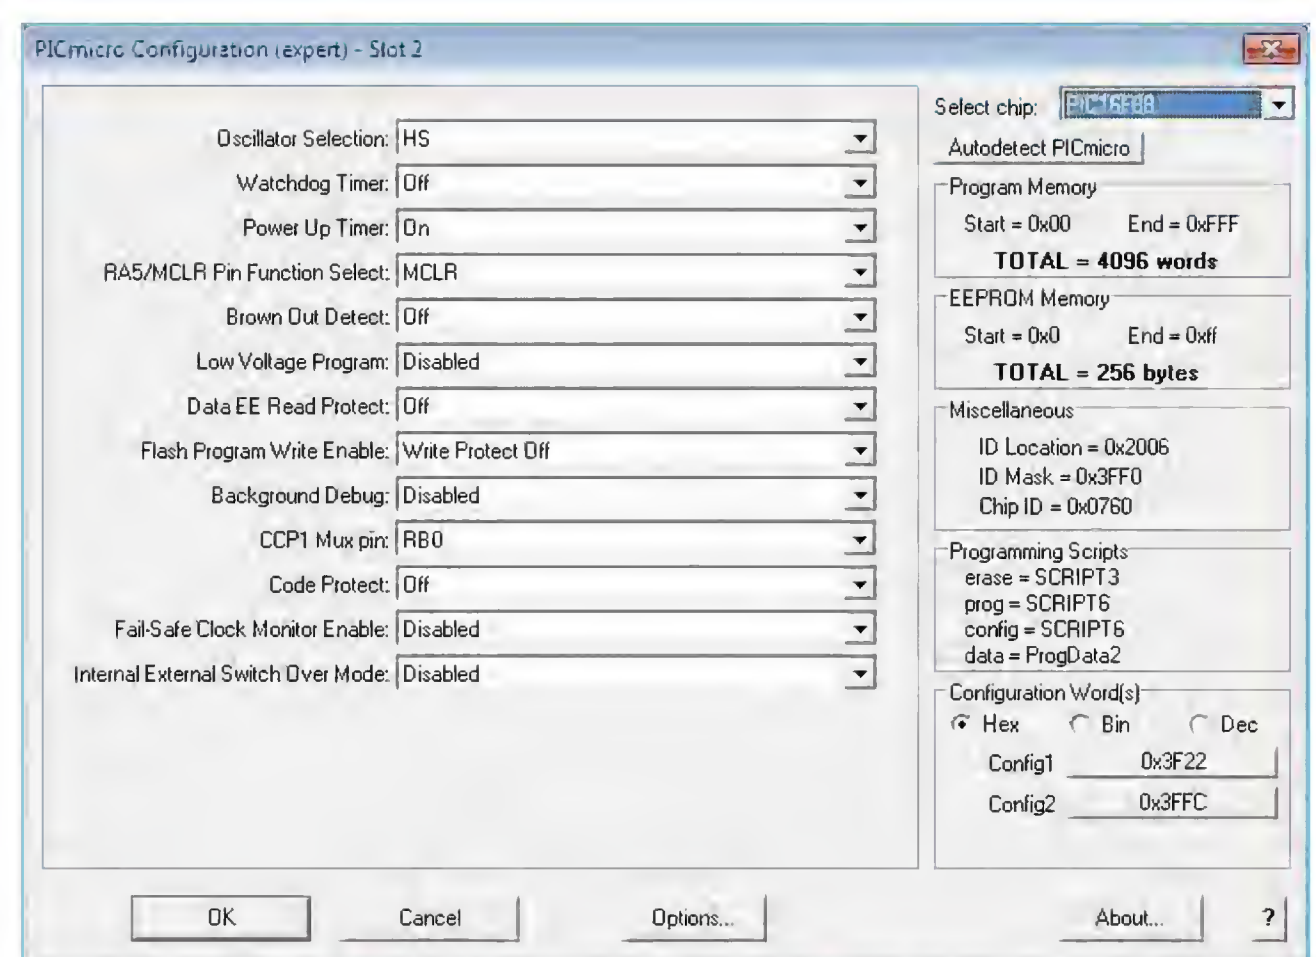 PICmicro Configuration (expert) - Slot 2
Oscillator Selection: HS
Watchdog Timer: Off
Power Up Timer: On
RA5/MCLR Pin Function Select: MCLR
Brown Out Detect: Off
Low Voltage Program: Disabled
Data EE Read Protect: Off
Flash Program Write Enable: Write Protect Off
Background Debug: Disabled
CCP1 Mux pin: RB0
Code Protect: Off
Fail-Safe Clock Monitor Enable: Disabled
Internal External Switch Over Mode: Disabled
Select chip: PIC16F88
Autodetect PICmicro
Program Memory
Start = 0x00 End = 0xFFF
TOTAL = 4096 words
EEPROM Memory
Start = 0x0 End = 0xff
TOTAL = 256 bytes
Miscellaneous
ID Location = 0x2006
ID Mask = 0x3FF0
Chip ID = 0x0760
Programming Scripts
erase = SCRIPT3
prog = SCRIPT6
config = SCRIPT6
data = ProgData2
Configuration Word(s)
Hex Bin Dec
Config1 0x3F22
Config2 0x3FFC
OK Cancel Options... About... ?